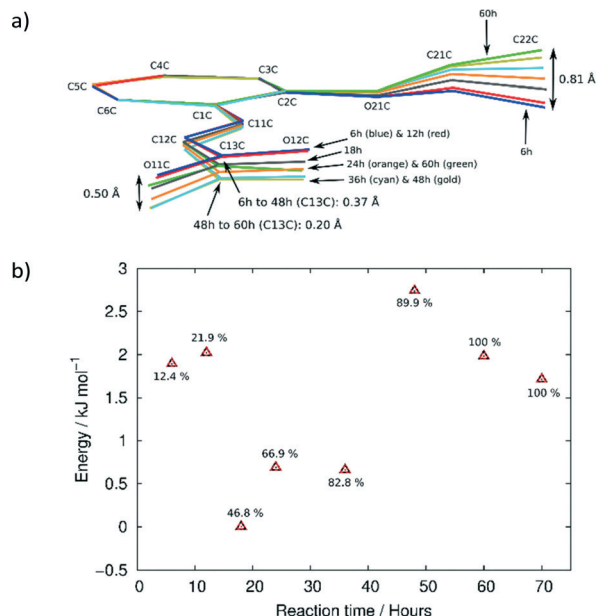 a)
60h
C22C
C21C
C4C
C3C
C5C
0.81 Å
C2C
O21C
C6C
C1C
C11C
6h
C12C
C13C
O12C
6h (blue) & 12h (red)
O11C
18h
24h (orange) & 60h (green)
36h (cyan) & 48h (gold)
0.50 Å
6h to 48h (C13C): 0.37 Å
48h to 60h (C13C): 0.20 Å
b)
3
2.5
2
1.5
1
0.5
0
−0.5
Energy / kJ mol⁻¹
12.4 %
21.9 %
46.8 %
66.9 %
82.8 %
89.9 %
100 %
100 %
0 10 20 30 40 50 60 70
Reaction time / Hours